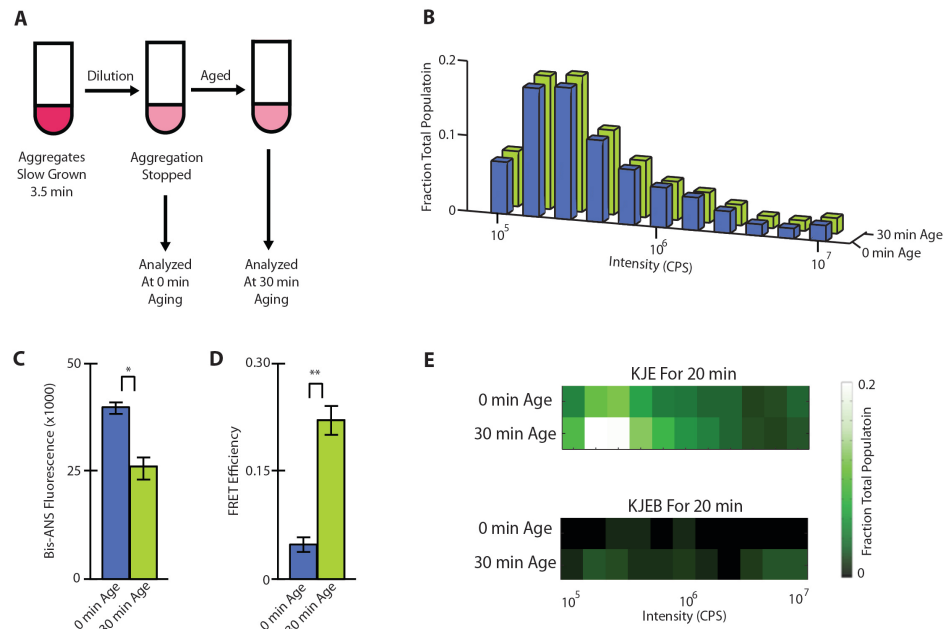 A
Dilution
Aged
Aggregates
Slow Grown
3.5 min
Aggregation
Stopped
Analyzed
At 0 min
Aging
Analyzed
At 30 min
Aging
B
Fraction Total Populatoin
0.2
0.1
0
10^5
10^6
10^7
Intensity (CPS)
30 min Age
0 min Age
C
Bis-ANS Fluorescence (x1000)
50
25
0
*
0 min Age
30 min Age
D
FRET Efficiency
0.30
0.15
0
**
0 min Age
30 min Age
E
KJE For 20 min
0 min Age
30 min Age
KJEB For 20 min
0 min Age
30 min Age
10^5
10^6
10^7
Intensity (CPS)
0.2
0
Fraction Total Populatoin